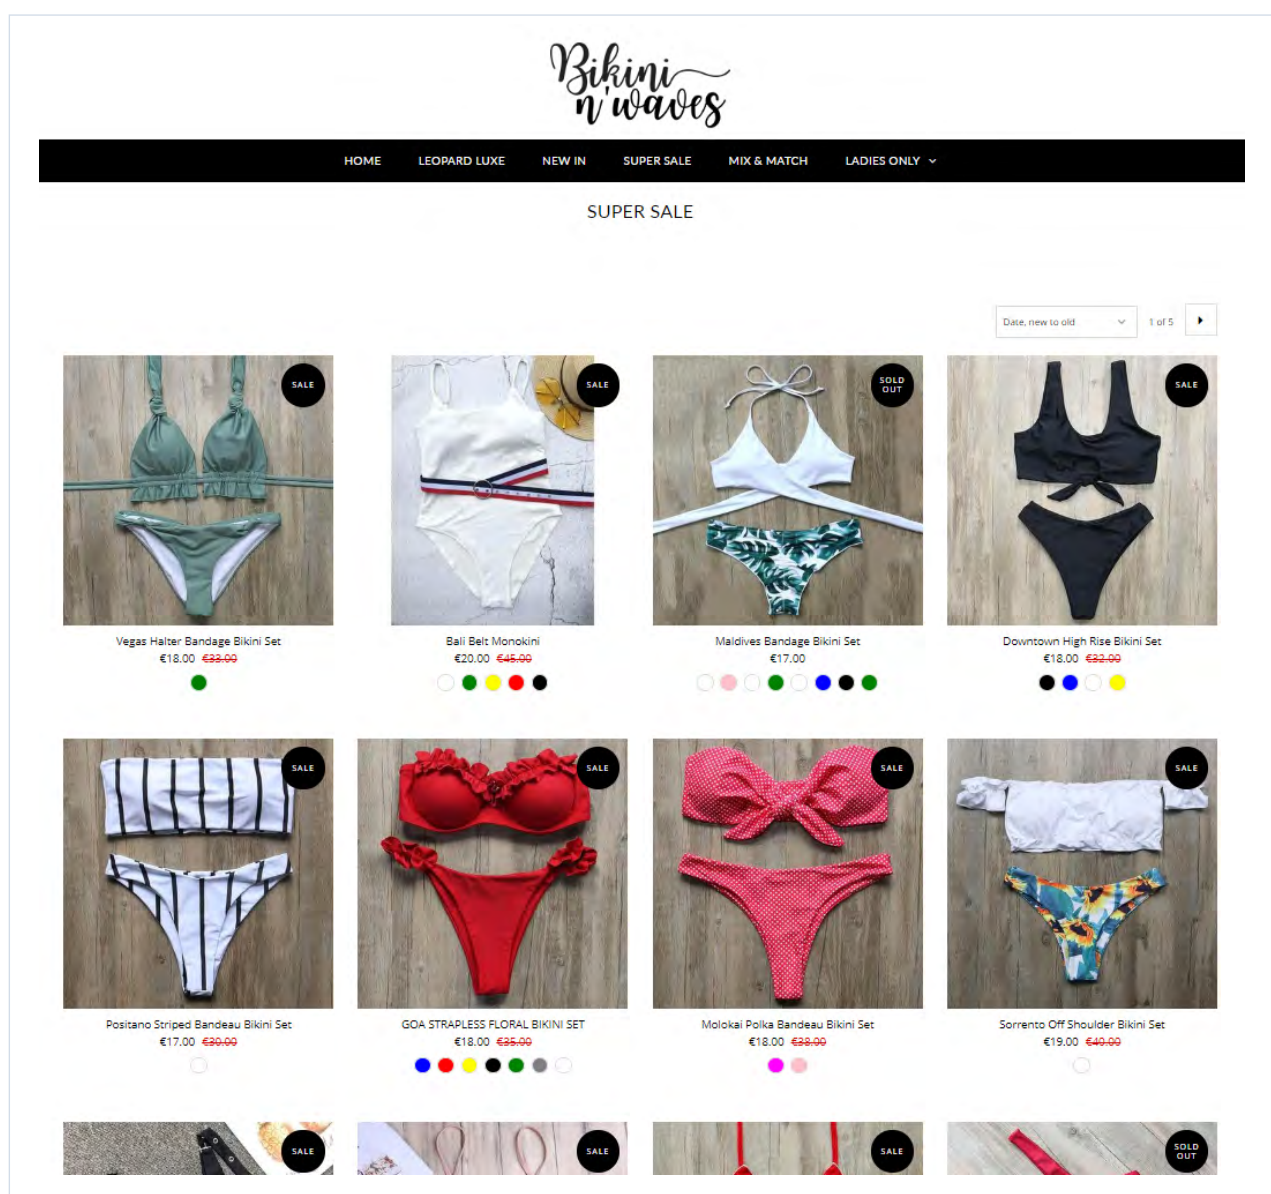 Bikini
n'waves
HOME LEOPARD LUXE NEW IN SUPER SALE MIX & MATCH LADIES ONLY
SUPER SALE
Date, new to old 1 of 5
SALE SALE SOLD OUT SALE
Vegas Halter Bandage Bikini Set Bali Belt Monokini Maldives Bandage Bikini Set Downtown High Rise Bikini Set
€18.00 €33.00 €20.00 €45.00 €17.00 €18.00 €32.00
SALE SALE SALE SALE
Positano Striped Bandeau Bikini Set GOA STRAPLESS FLORAL BIKINI SET Molokai Polka Bandeau Bikini Set Sorrento Off Shoulder Bikini Set
€17.00 €30.00 €18.00 €35.00 €18.00 €38.00 €19.00 €40.00
SALE SALE SALE SOLD OUT